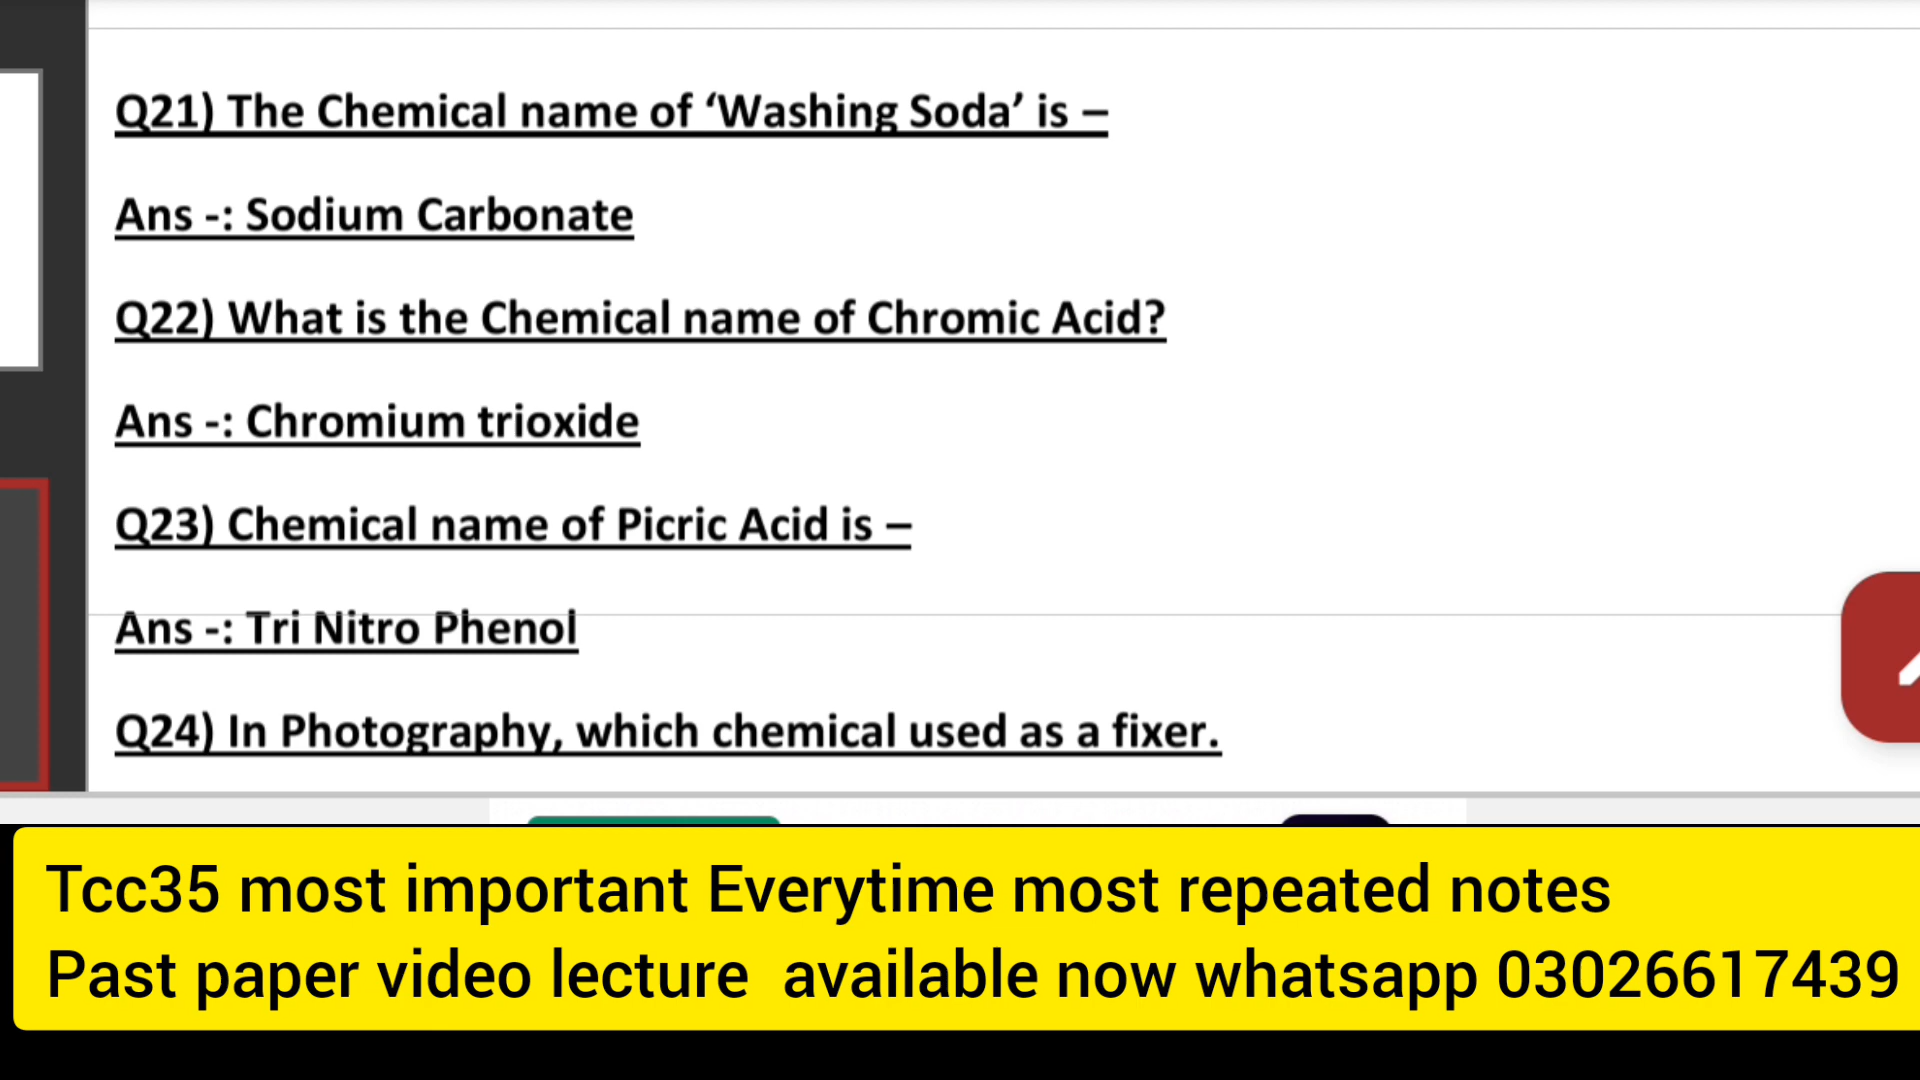 Q21) The Chemical name of ‘Washing Soda’ is –
Ans -: Sodium Carbonate
Q22) What is the Chemical name of Chromic Acid?
Ans -: Chromium trioxide
Q23) Chemical name of Picric Acid is –
Ans -: Tri Nitro Phenol
Q24) In Photography, which chemical used as a fixer.
Tcc35 most important Everytime most repeated notes
Past paper video lecture available now whatsapp 03026617439